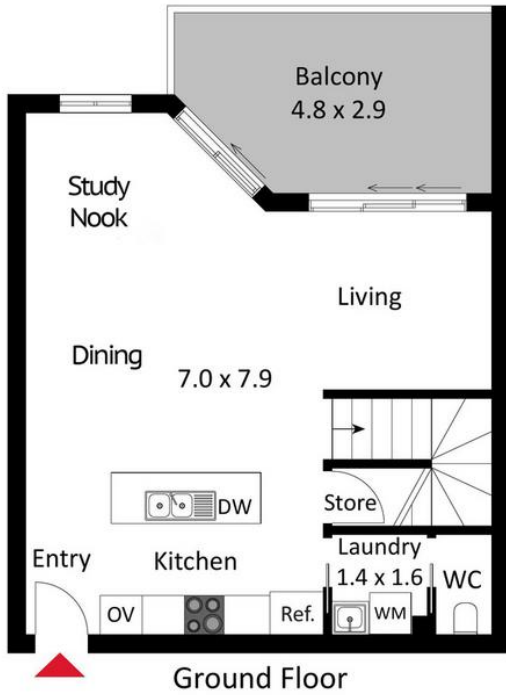 Balcony
4.8 x 2.9
Study
Nook
Living
Dining
7.0 x 7.9
Store
DW
Laundry
1.4 x 1.6
Entry
Kitchen
WC
OV
Ref.
WM
Ground Floor